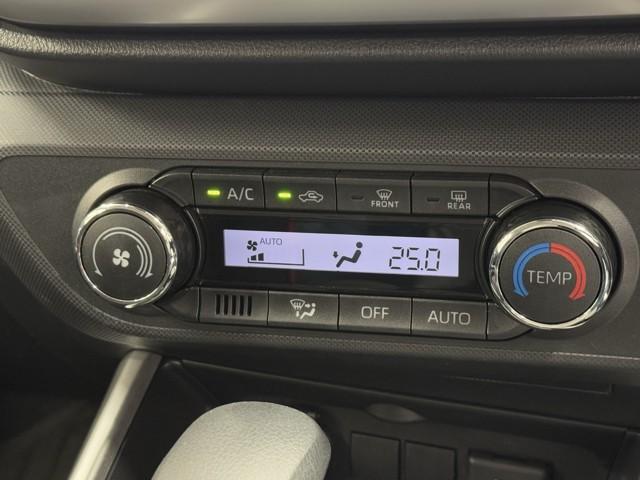 A/C
FRONT
REAR
AUTO
25.0
TEMP
OFF
AUTO